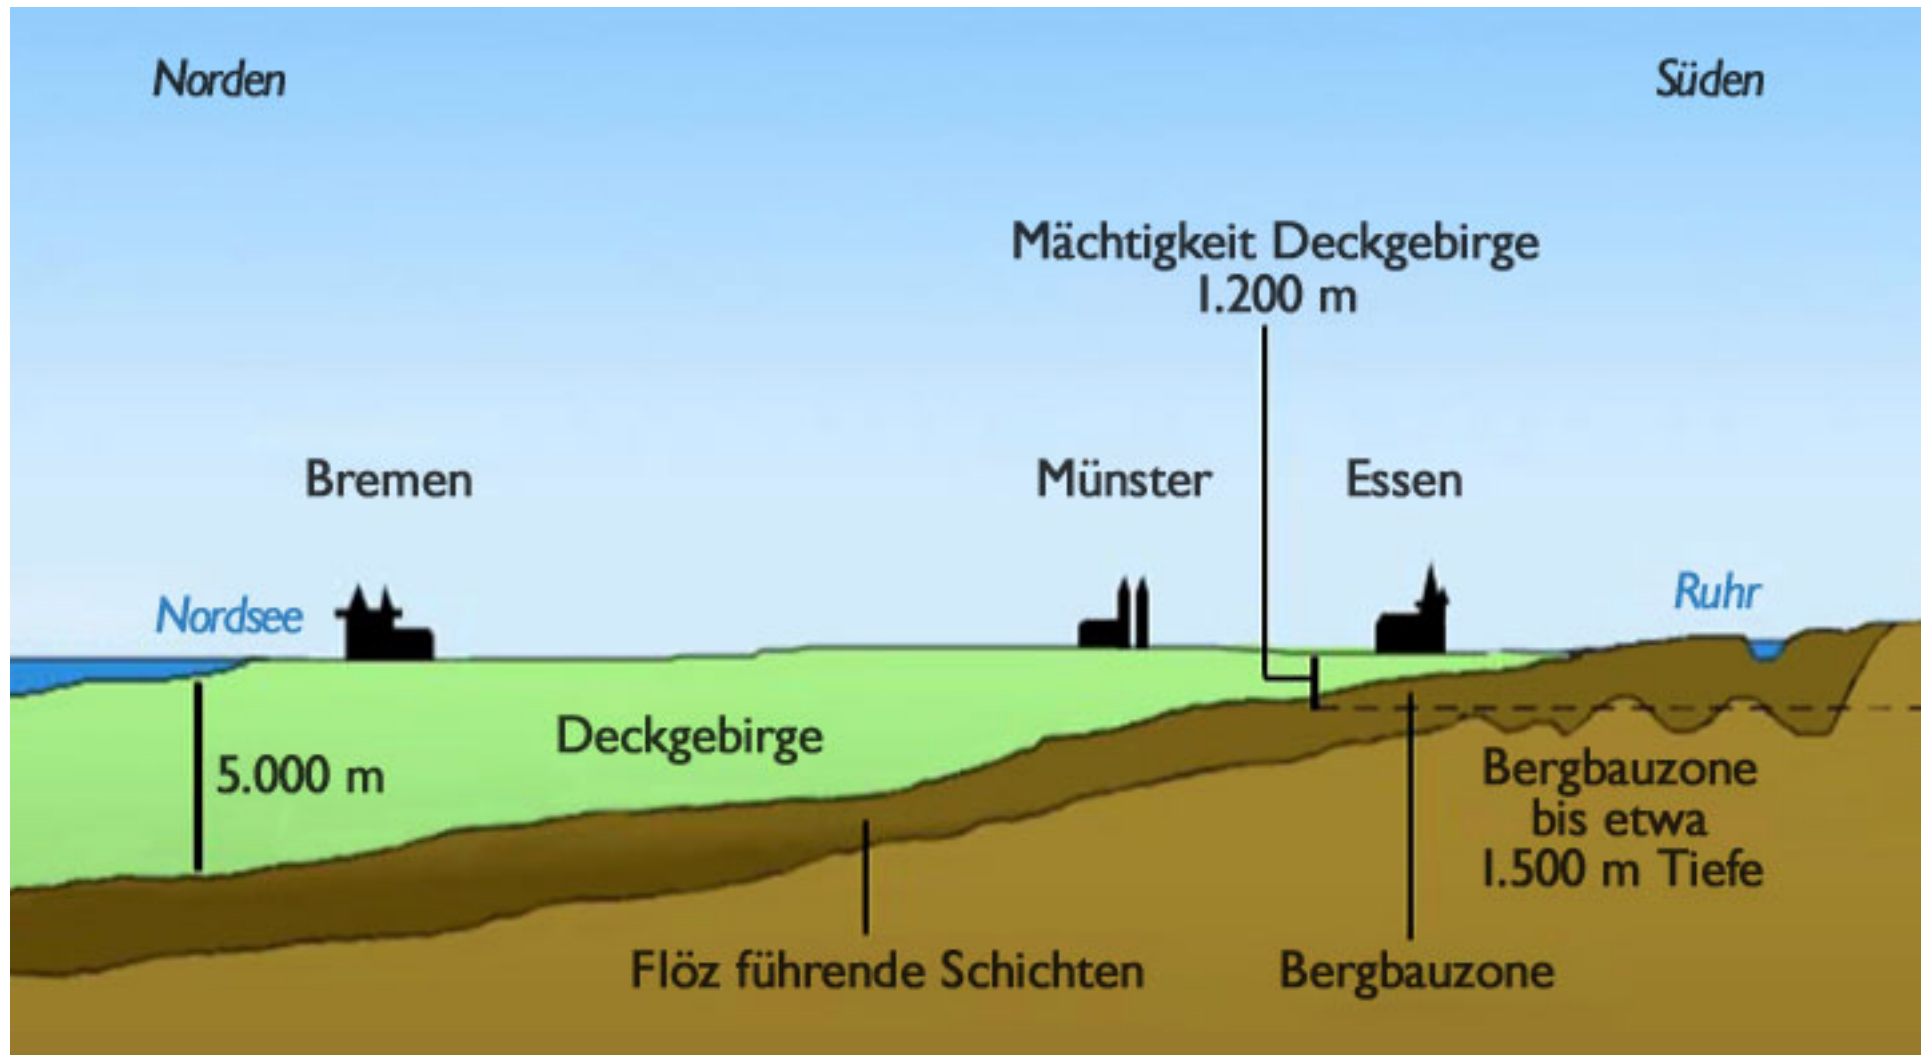 Norden
Süden
Mächtigkeit Deckgebirge
1.200 m
Bremen
Münster
Essen
Nordsee
Ruhr
Deckgebirge
5.000 m
Bergbauzone
bis etwa
1.500 m Tiefe
Flöz führende Schichten
Bergbauzone